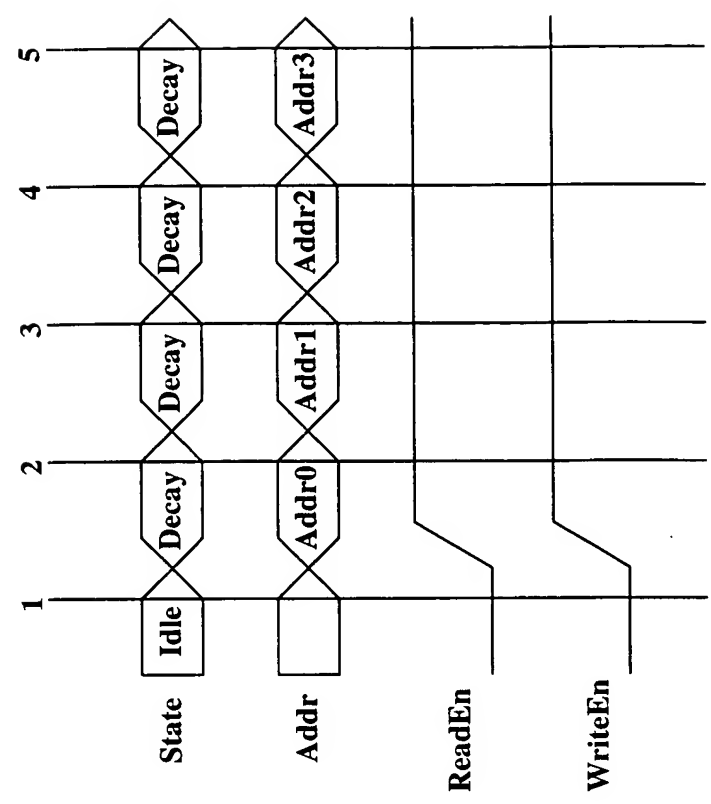 1 2 3 4 5
State Idle Decay Decay Decay Decay
Addr Addr0 Addr1 Addr2 Addr3
ReadEn
WriteEn